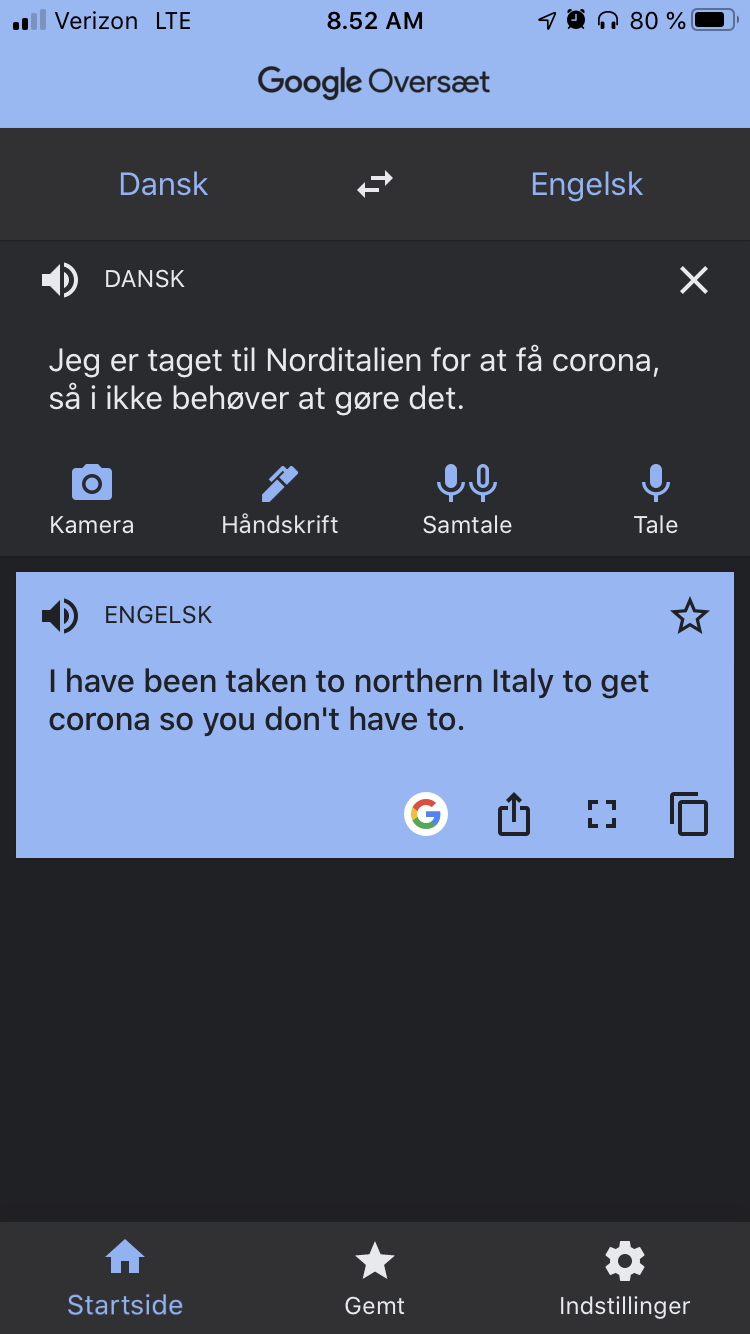 Verizon LTE 8.52 AM 80 %
Google Oversæt
Dansk Engelsk
DANSK
Jeg er taget til Norditalien for at få corona,
så i ikke behøver at gøre det.
Kamera Håndskrift Samtale Tale
ENGELSK
I have been taken to northern Italy to get
corona so you don't have to.
Startside Gemt Indstillinger